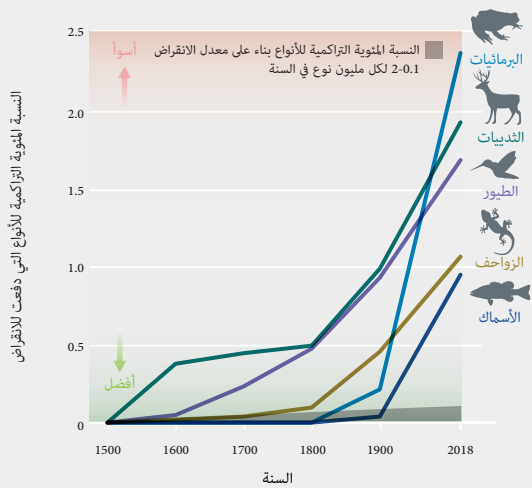 2.5
2.0
1.5
1.0
0.5
0
النسبة المئوية التراكمية للأنواع التي دفعت للانقراض
أسوأ
أفضل
النسبة المئوية التراكمية للأنواع بناء على معدل الانقراض
2-0.1 لكل مليون نوع في السنة
البرمائيات
الثدييات
الطيور
الزواحف
الأسماك
1500 1600 1700 1800 1900 2018
السنة